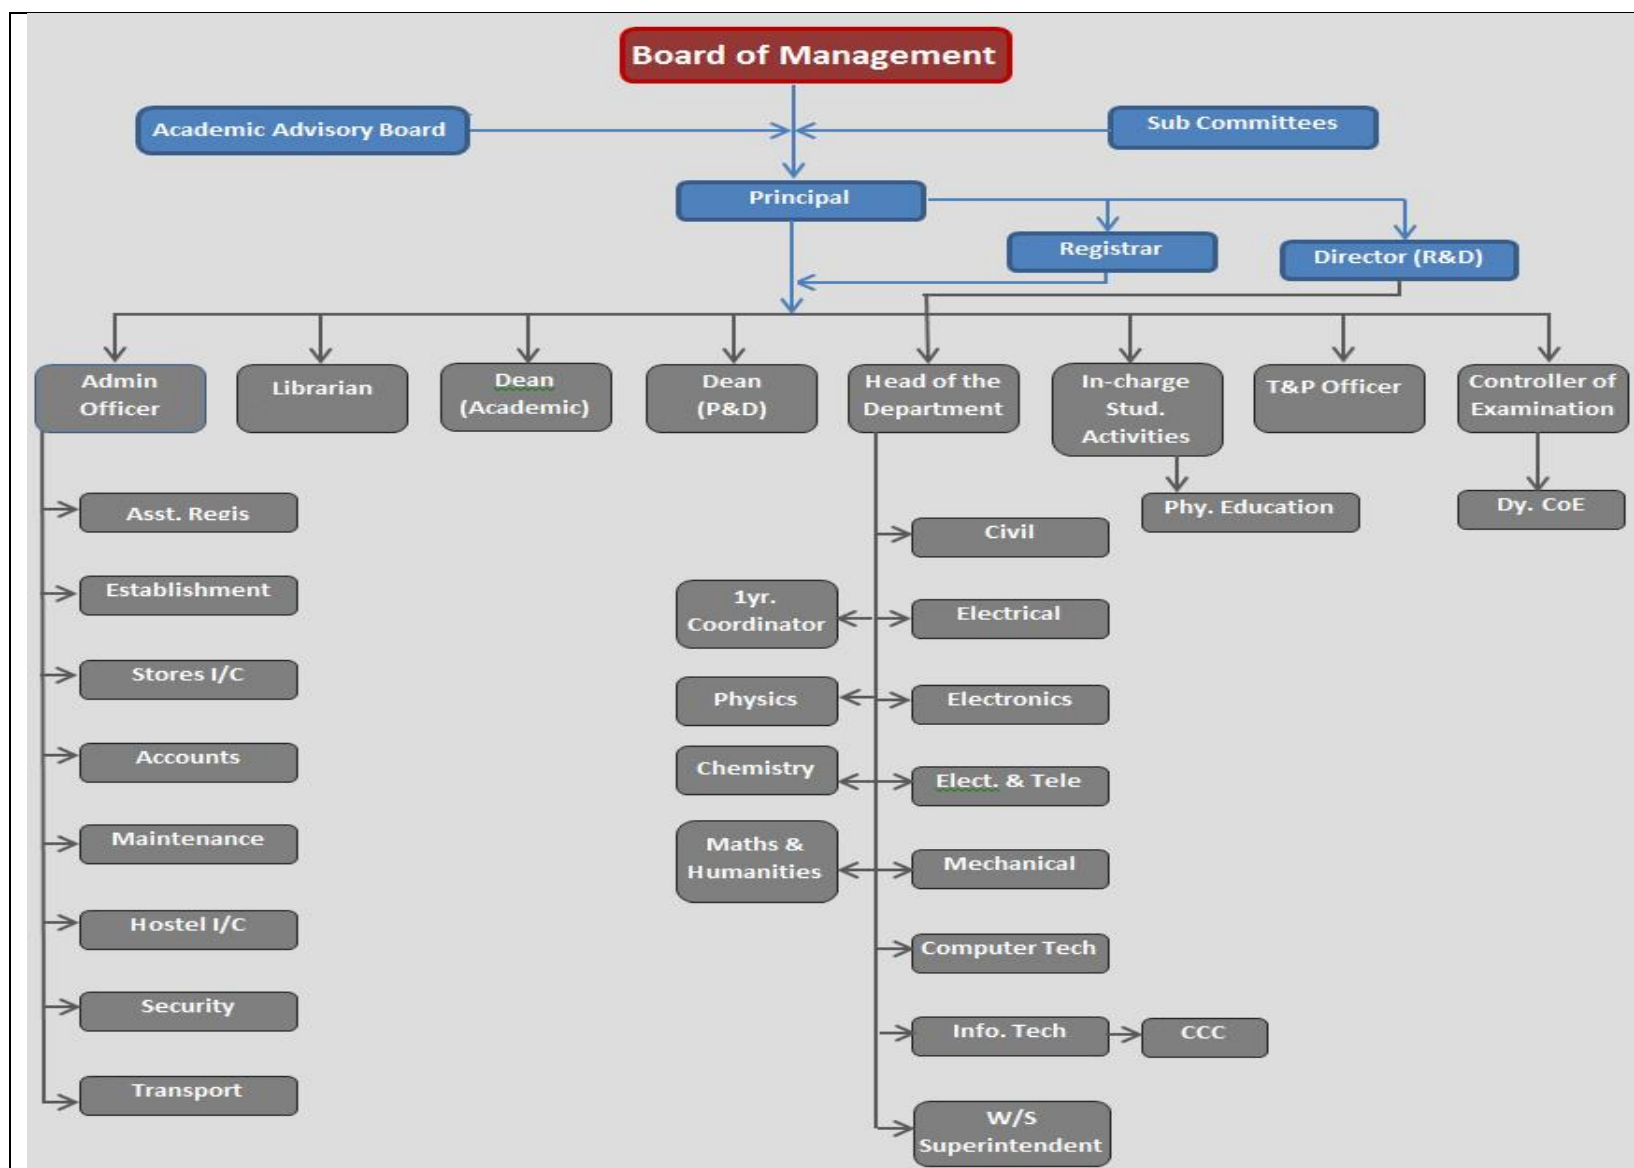 Board of Management
Academic Advisory Board
Sub Committees
Principal
Registrar
Director (R&D)
Admin
Officer
Librarian
Dean
(Academic)
Dean
(P&D)
Head of the
Department
In-charge
Stud.
Activities
T&P Officer
Controller of
Examination
Asst. Regis
Establishment
Stores I/C
Accounts
Maintenance
Hostel I/C
Security
Transport
1yr.
Coordinator
Physics
Chemistry
Maths &
Humanities
Civil
Electrical
Electronics
Elect. & Tele
Mechanical
Computer Tech
Info. Tech
CCC
W/S
Superintendent
Phy. Education
Dy. CoE